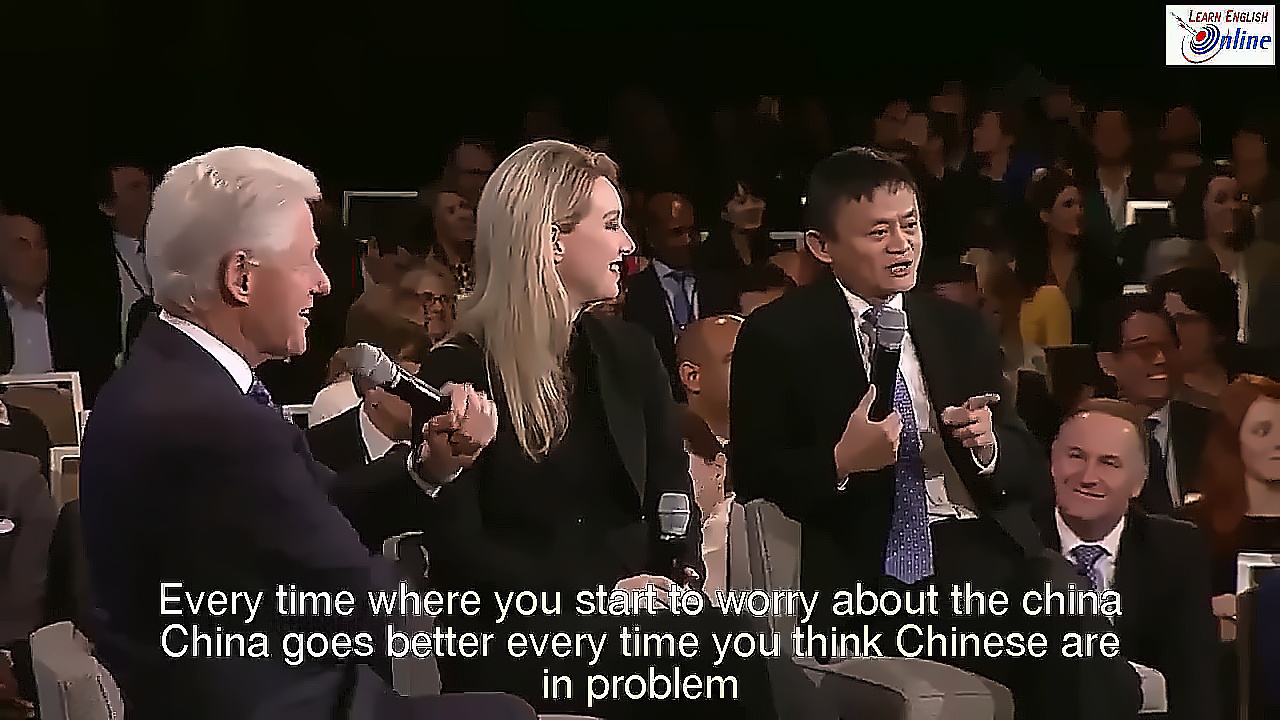 LEARN ENGLISH
Online
Every time where you start to worry about the china
China goes better every time you think Chinese are
in problem